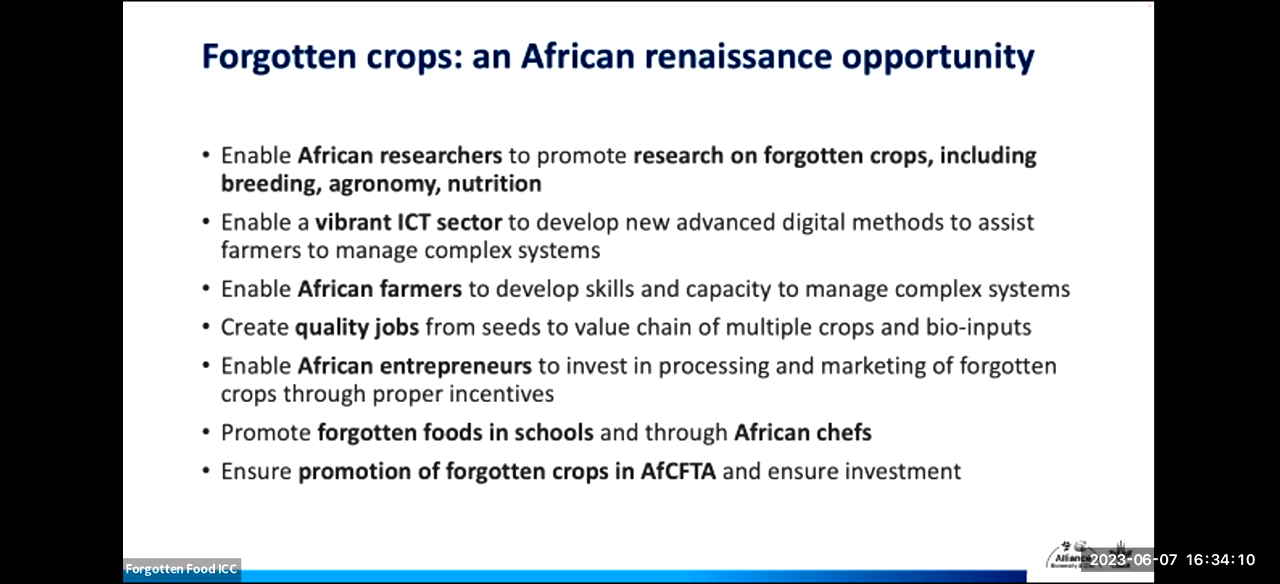 Forgotten crops: an African renaissance opportunity
• Enable African researchers to promote research on forgotten crops, including
breeding, agronomy, nutrition
• Enable a vibrant ICT sector to develop new advanced digital methods to assist
farmers to manage complex systems
• Enable African farmers to develop skills and capacity to manage complex systems
• Create quality jobs from seeds to value chain of multiple crops and bio-inputs
• Enable African entrepreneurs to invest in processing and marketing of forgotten
crops through proper incentives
• Promote forgotten foods in schools and through African chefs
• Ensure promotion of forgotten crops in AfCFTA and ensure investment
Alliance
2023-06-07 16:34:10
Forgotten Food ICC